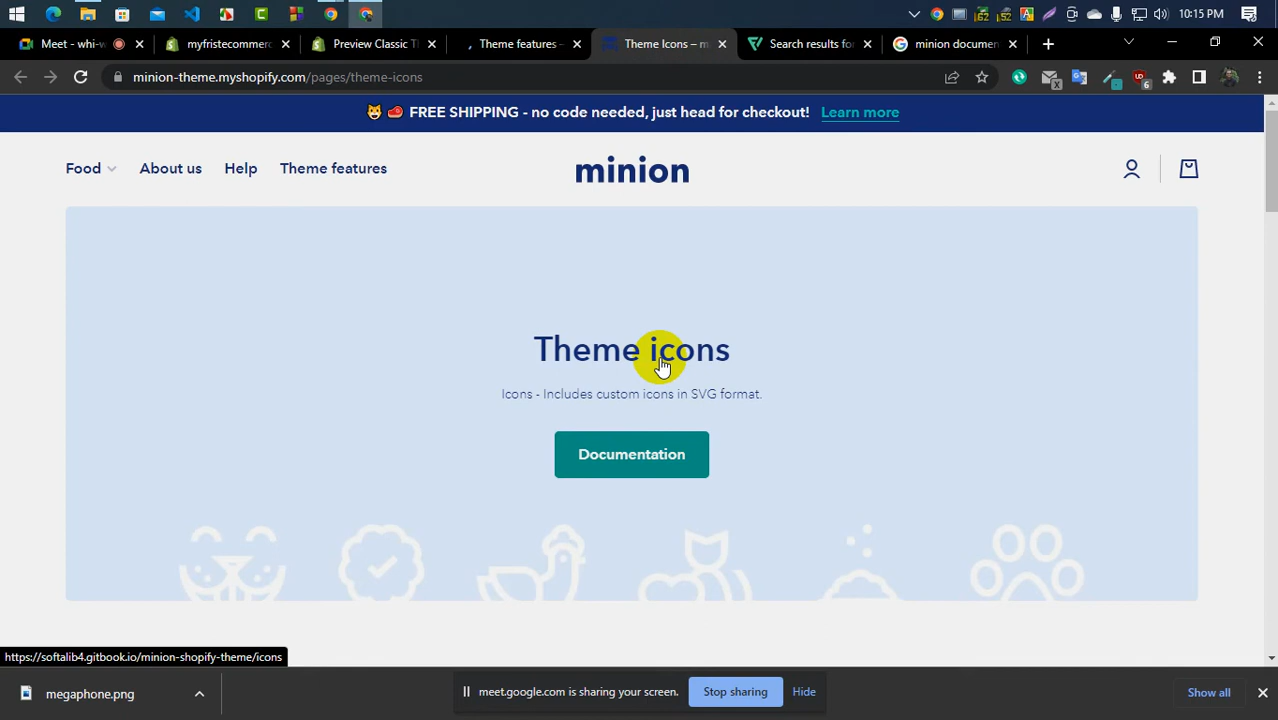 62 52 10:15 PM
Meet - whi-w
myfristecommerc
Preview Classic T
Theme features -
Theme Icons – m
Search results fo
minion documen
minion-theme.myshopify.com/pages/theme-icons
X 6
FREE SHIPPING - no code needed, just head for checkout! Learn more
Food About us Help Theme features minion
Theme icons
Icons - Includes custom icons in SVG format.
Documentation
https://softalib4.gitbook.io/minion-shopify-theme/icons
megaphone.png
meet.google.com is sharing your screen. Stop sharing Hide
Show all